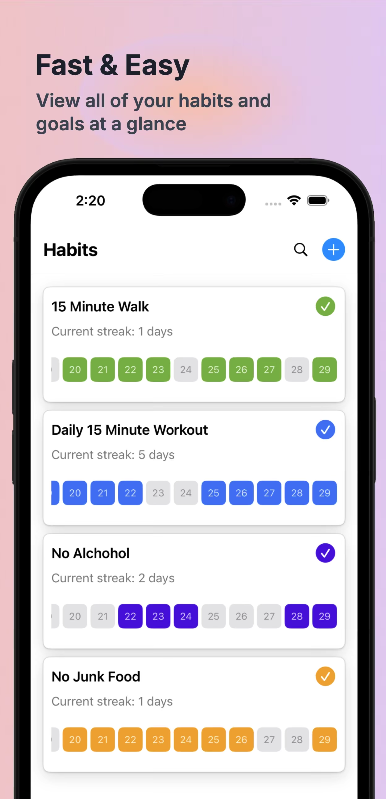 Fast & Easy
View all of your habits and
goals at a glance
2:20
Habits
15 Minute Walk
Current streak: 1 days
20 21 22 23 24 25 26 27 28 29
Daily 15 Minute Workout
Current streak: 5 days
20 21 22 23 24 25 26 27 28 29
No Alchohol
Current streak: 2 days
20 21 22 23 24 25 26 27 28 29
No Junk Food
Current streak: 1 days
20 21 22 23 24 25 26 27 28 29